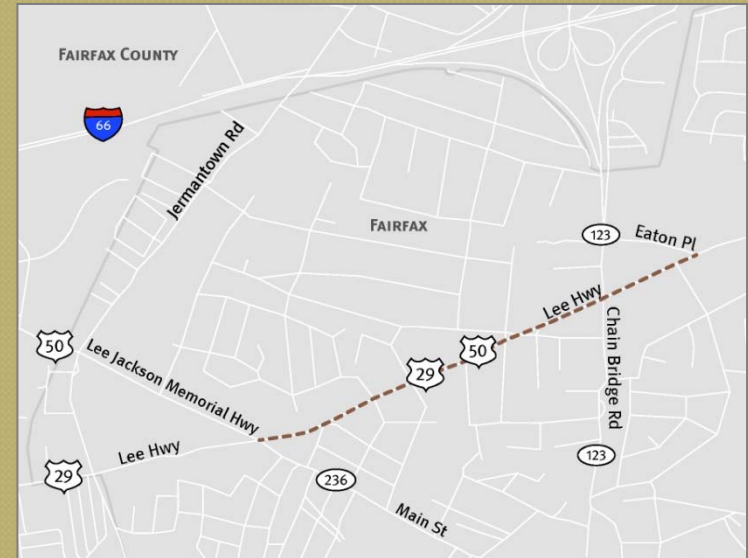 FAIRFAX COUNTY
66
Jermantown Rd
FAIRFAX
123
Eaton Pl
Lee Hwy
50
Lee Jackson Memorial Hwy
50
29
Chain Bridge Rd
Lee Hwy
29
236
123
Main St